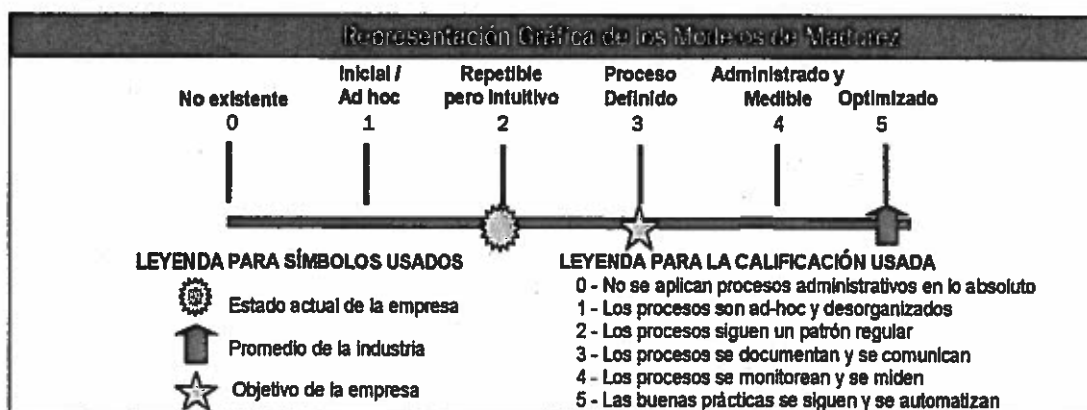 Representación Gráfica de los Modelos de Madurez
No existente
0
Inicial /
Ad hoc
1
Repetible
pero Intuitivo
2
Proceso
Definido
3
Administrado y
Medible
4
Optimizado
5
LEYENDA PARA SÍMBOLOS USADOS
Estado actual de la empresa
Promedio de la industria
Objetivo de la empresa
LEYENDA PARA LA CALIFICACIÓN USADA
0 - No se aplican procesos administrativos en lo absoluto
1 - Los procesos son ad-hoc y desorganizados
2 - Los procesos siguen un patrón regular
3 - Los procesos se documentan y se comunican
4 - Los procesos se monitorean y se miden
5 - Las buenas prácticas se siguen y se automatizan